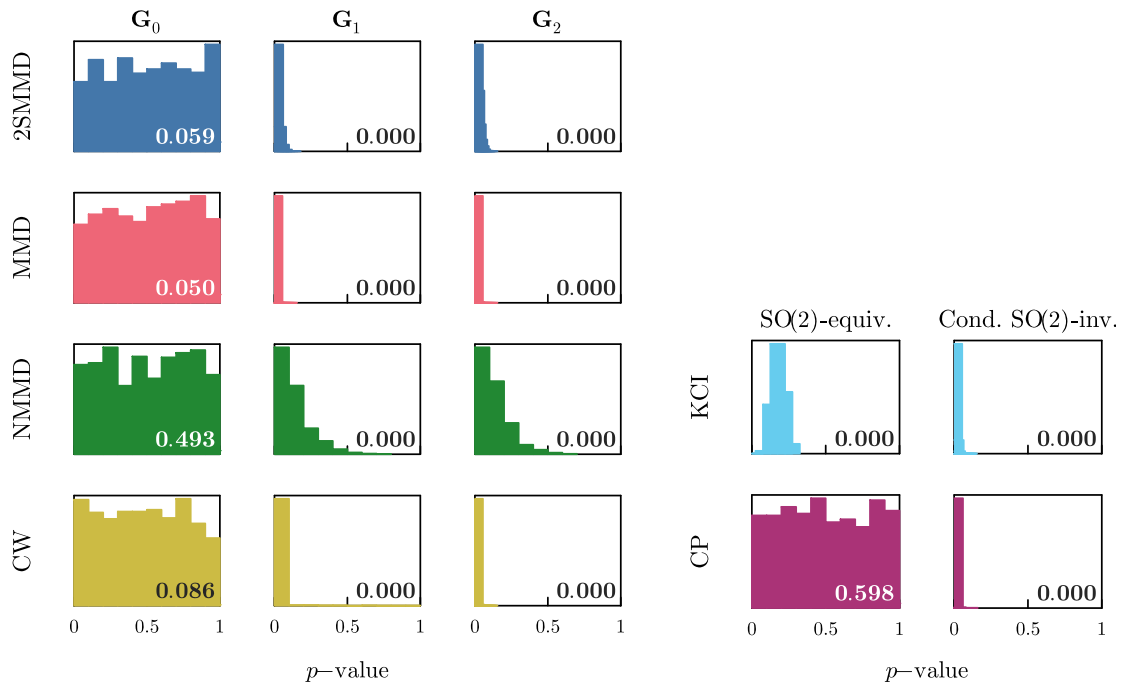 G₀ G₁ G₂
2SMMD
0.059 0.000 0.000
MMD
0.050 0.000 0.000
NMMD
0.493 0.000 0.000
CW
0.086 0.000 0.000
0 0.5 1 0 0.5 1 0 0.5 1
p−value
SO(2)-equiv. Cond. SO(2)-inv.
KCI
0.000 0.000
CP
0.598 0.000
0 0.5 1 0 0.5 1
p−value